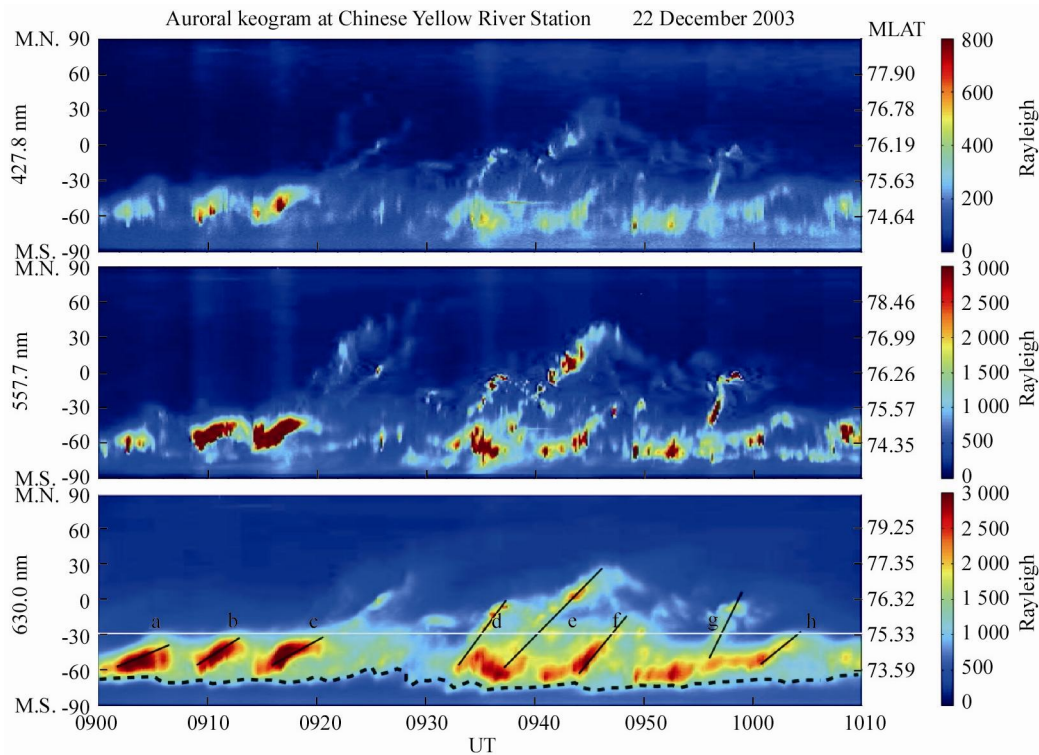 Auroral keogram at Chinese Yellow River Station 22 December 2003
M.N. 90
60
30
0
-30
-60
M.S. -90
427.8 nm
MLAT
77.90
76.78
76.19
75.63
74.64
800
600
400
200
0
Rayleigh
M.N. 90
60
30
0
-30
-60
M.S. -90
557.7 nm
78.46
76.99
76.26
75.57
74.35
3 000
2 500
2 000
1 500
1 000
500
0
Rayleigh
M.N. 90
60
30
0
-30
-60
M.S. -90
630.0 nm
a b c d e f g h
79.25
77.35
76.32
75.33
73.59
3 000
2 500
2 000
1 500
1 000
500
0
Rayleigh
0900 0910 0920 0930 0940 0950 1000 1010
UT